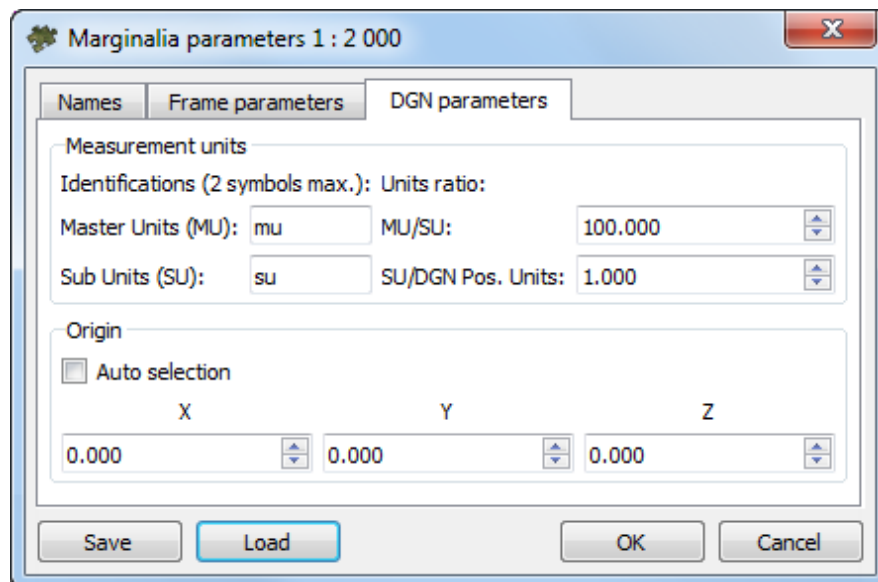 Marginalia parameters 1 : 2 000
Names Frame parameters DGN parameters
Measurement units
Identifications (2 symbols max.): Units ratio:
Master Units (MU): mu MU/SU: 100.000
Sub Units (SU): su SU/DGN Pos. Units: 1.000
Origin
Auto selection
X Y Z
0.000 0.000 0.000
Save Load OK Cancel